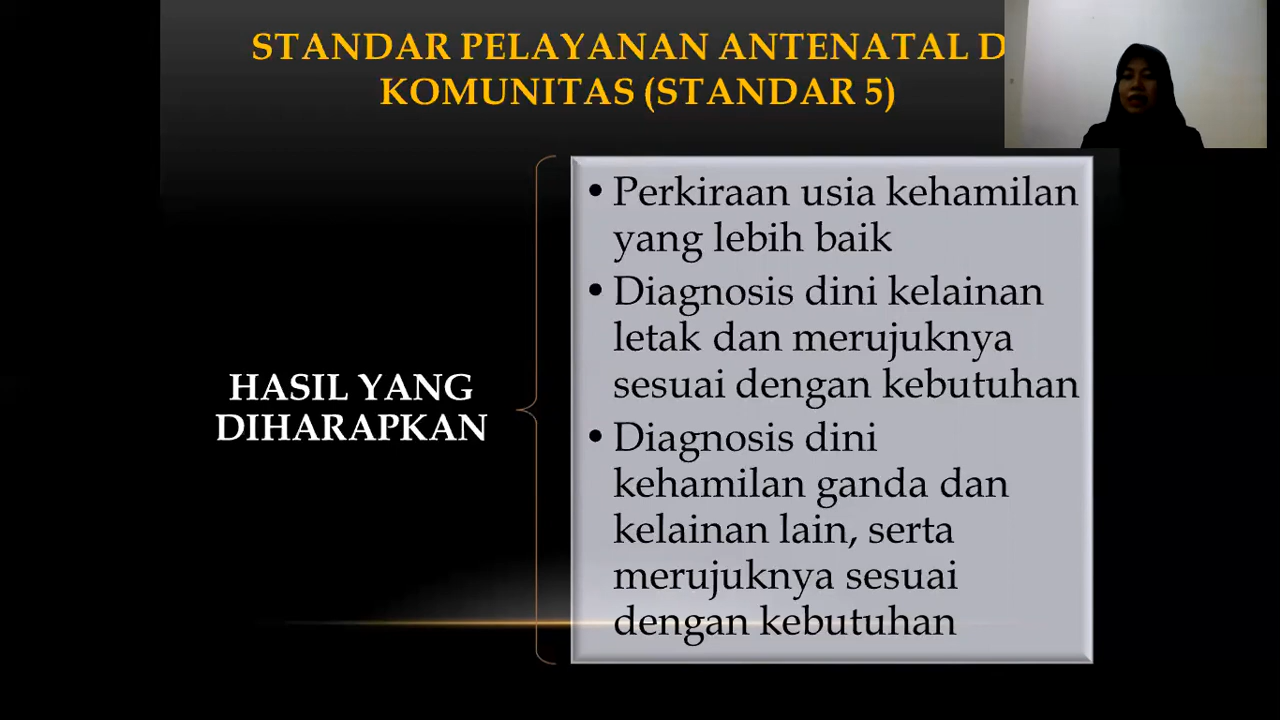 STANDAR PELAYANAN ANTENATAL D
KOMUNITAS (STANDAR 5)
HASIL YANG
DIHARAPKAN
• Perkiraan usia kehamilan
yang lebih baik
• Diagnosis dini kelainan
letak dan merujuknya
sesuai dengan kebutuhan
• Diagnosis dini
kehamilan ganda dan
kelainan lain, serta
merujuknya sesuai
dengan kebutuhan